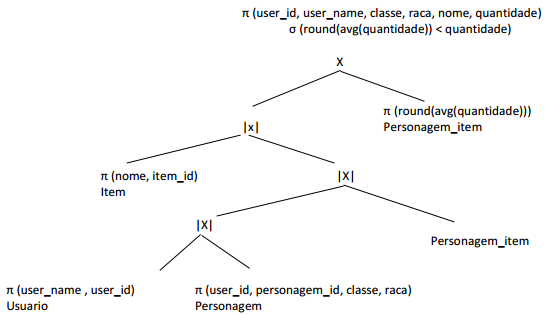 π (user_id, user_name, classe, raca, nome, quantidade)
σ (round(avg(quantidade)) < quantidade)
X
|x|
π (round(avg(quantidade)))
Personagem_item
π (nome, item_id)
Item
|X|
|X|
Personagem_item
π (user_name , user_id)
Usuario
π (user_id, personagem_id, classe, raca)
Personagem